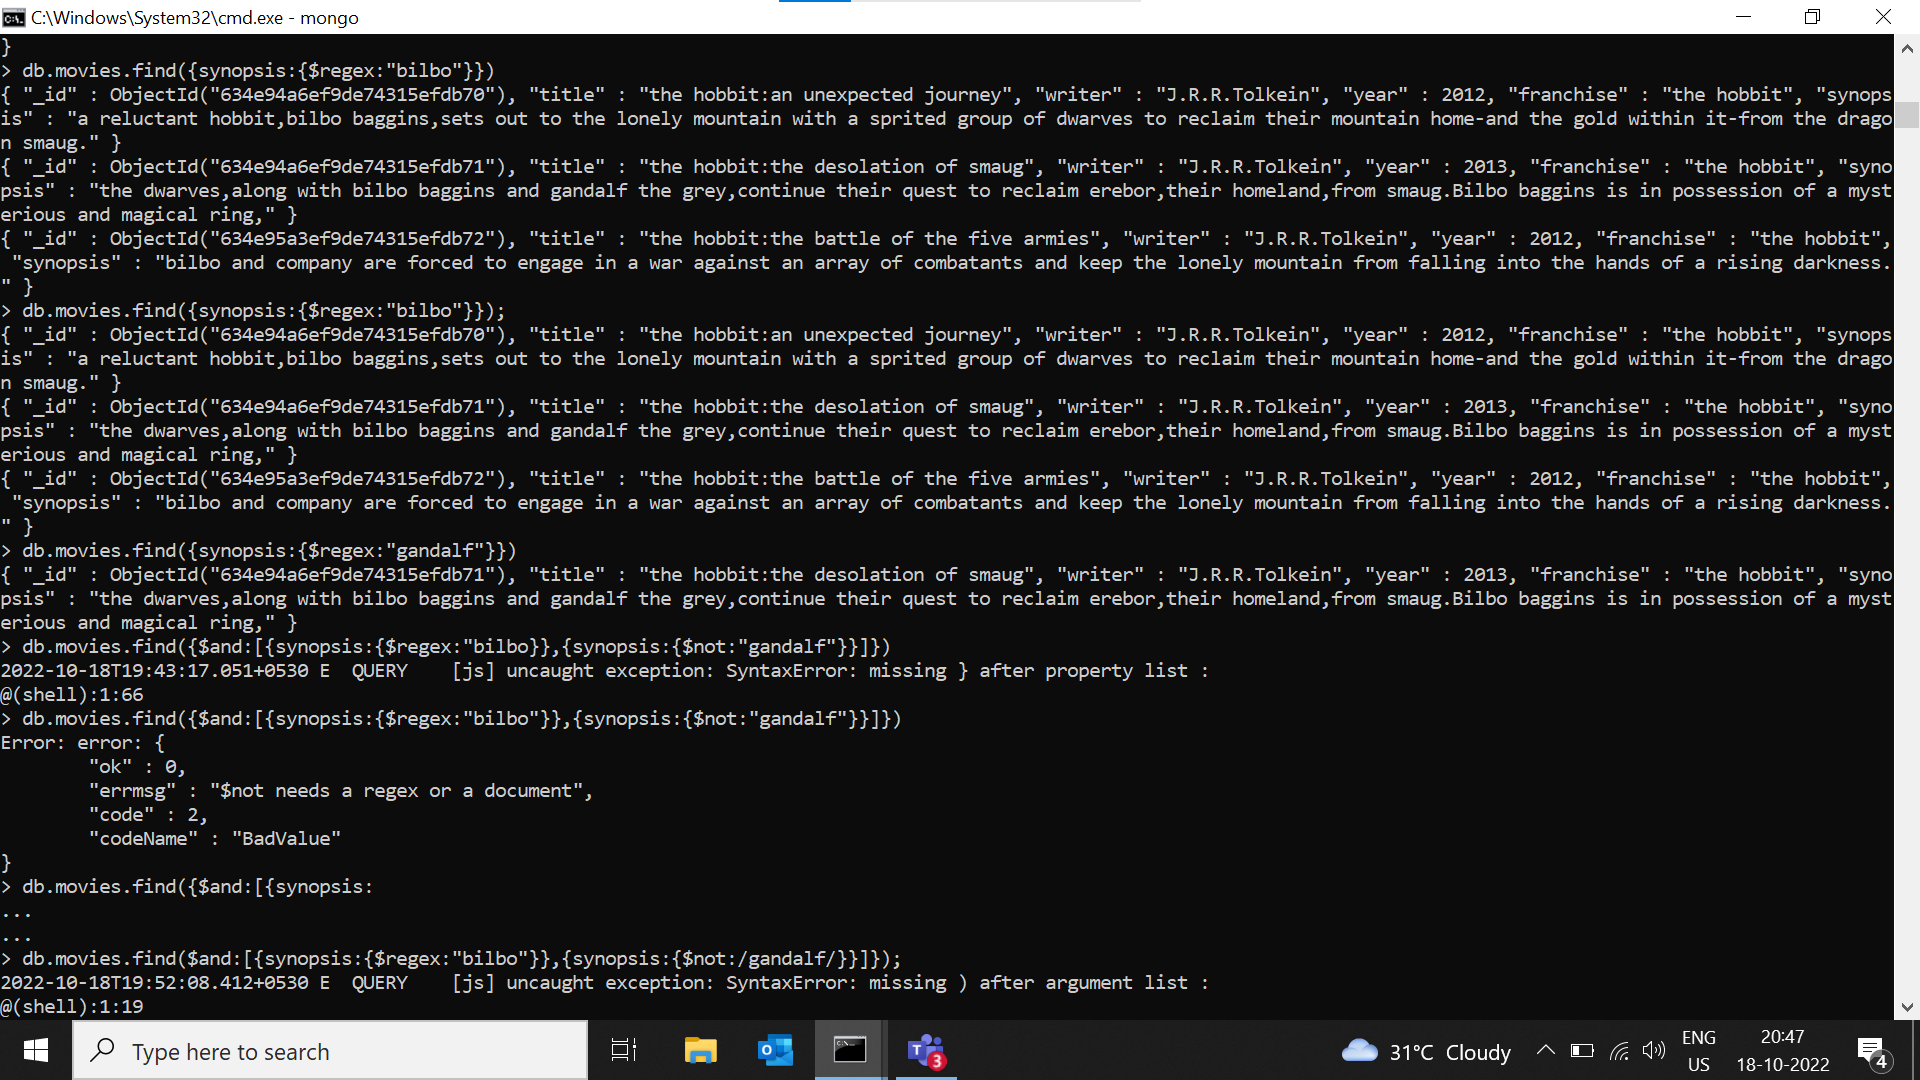 C:\Windows\System32\cmd.exe - mongo
}
> db.movies.find({synopsis:{$regex:"bilbo"}})
{ "_id" : ObjectId("634e94a6ef9de74315efdb70"), "title" : "the hobbit:an unexpected journey", "writer" : "J.R.R.Tolkein", "year" : 2012, "franchise" : "the hobbit", "synops
is" : "a reluctant hobbit,bilbo baggins,sets out to the lonely mountain with a sprited group of dwarves to reclaim their mountain home-and the gold within it-from the drago
n smaug." }
{ "_id" : ObjectId("634e94a6ef9de74315efdb71"), "title" : "the hobbit:the desolation of smaug", "writer" : "J.R.R.Tolkein", "year" : 2013, "franchise" : "the hobbit", "syno
psis" : "the dwarves,along with bilbo baggins and gandalf the grey,continue their quest to reclaim erebor,their homeland,from smaug.Bilbo baggins is in possession of a myst
erious and magical ring," }
{ "_id" : ObjectId("634e95a3ef9de74315efdb72"), "title" : "the hobbit:the battle of the five armies", "writer" : "J.R.R.Tolkein", "year" : 2012, "franchise" : "the hobbit",
 "synopsis" : "bilbo and company are forced to engage in a war against an array of combatants and keep the lonely mountain from falling into the hands of a rising darkness.
" }
> db.movies.find({synopsis:{$regex:"bilbo"}});
{ "_id" : ObjectId("634e94a6ef9de74315efdb70"), "title" : "the hobbit:an unexpected journey", "writer" : "J.R.R.Tolkein", "year" : 2012, "franchise" : "the hobbit", "synops
is" : "a reluctant hobbit,bilbo baggins,sets out to the lonely mountain with a sprited group of dwarves to reclaim their mountain home-and the gold within it-from the drago
n smaug." }
{ "_id" : ObjectId("634e94a6ef9de74315efdb71"), "title" : "the hobbit:the desolation of smaug", "writer" : "J.R.R.Tolkein", "year" : 2013, "franchise" : "the hobbit", "syno
psis" : "the dwarves,along with bilbo baggins and gandalf the grey,continue their quest to reclaim erebor,their homeland,from smaug.Bilbo baggins is in possession of a myst
erious and magical ring," }
{ "_id" : ObjectId("634e95a3ef9de74315efdb72"), "title" : "the hobbit:the battle of the five armies", "writer" : "J.R.R.Tolkein", "year" : 2012, "franchise" : "the hobbit",
 "synopsis" : "bilbo and company are forced to engage in a war against an array of combatants and keep the lonely mountain from falling into the hands of a rising darkness.
" }
> db.movies.find({synopsis:{$regex:"gandalf"}})
{ "_id" : ObjectId("634e94a6ef9de74315efdb71"), "title" : "the hobbit:the desolation of smaug", "writer" : "J.R.R.Tolkein", "year" : 2013, "franchise" : "the hobbit", "syno
psis" : "the dwarves,along with bilbo baggins and gandalf the grey,continue their quest to reclaim erebor,their homeland,from smaug.Bilbo baggins is in possession of a myst
erious and magical ring," }
> db.movies.find({$and:[{synopsis:{$regex:"bilbo}},{synopsis:{$not:"gandalf"}}]})
2022-10-18T19:43:17.051+0530 E  QUERY    [js] uncaught exception: SyntaxError: missing } after property list :
@(shell):1:66
> db.movies.find({$and:[{synopsis:{$regex:"bilbo"}},{synopsis:{$not:"gandalf"}}]})
Error: error: {
        "ok" : 0,
        "errmsg" : "$not needs a regex or a document",
        "code" : 2,
        "codeName" : "BadValue"
}
> db.movies.find({$and:[{synopsis:
...
...
> db.movies.find($and:[{synopsis:{$regex:"bilbo"}},{synopsis:{$not:/gandalf/}}]});
2022-10-18T19:52:08.412+0530 E  QUERY    [js] uncaught exception: SyntaxError: missing ) after argument list :
@(shell):1:19
Type here to search
3
31°C Cloudy
ENG
US
20:47
18-10-2022
4